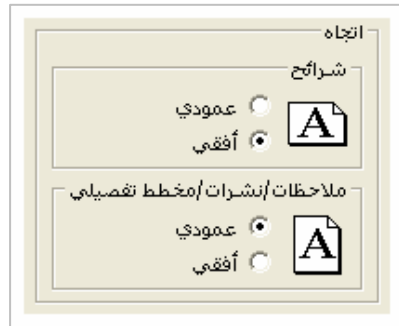 اتجاه
شرائح
عمودي
A
أفقي
ملاحظات/نشرات/مخطط تفصيلي
عمودي
A
أفقي